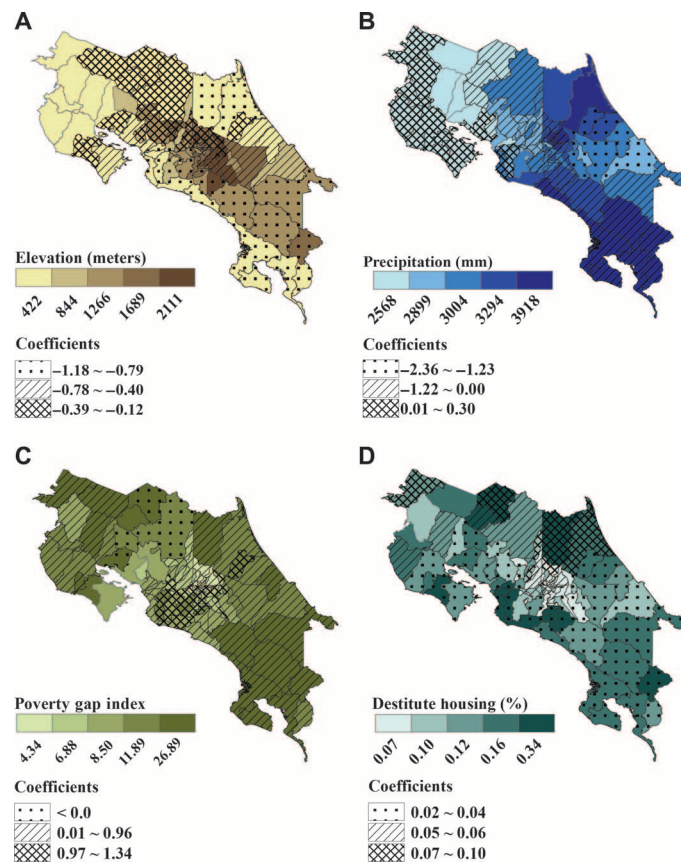 A
Elevation (meters)
422 844 1266 1689 2111
Coefficients
–1.18 ~ –0.79
–0.78 ~ –0.40
–0.39 ~ –0.12
B
Precipitation (mm)
2568 2899 3004 3294 3918
Coefficients
–2.36 ~ –1.23
–1.22 ~ 0.00
0.01 ~ 0.30
C
Poverty gap index
4.34 6.88 8.50 11.89 26.89
Coefficients
< 0.0
0.01 ~ 0.96
0.97 ~ 1.34
D
Destitute housing (%)
0.07 0.10 0.12 0.16 0.34
Coefficients
0.02 ~ 0.04
0.05 ~ 0.06
0.07 ~ 0.10